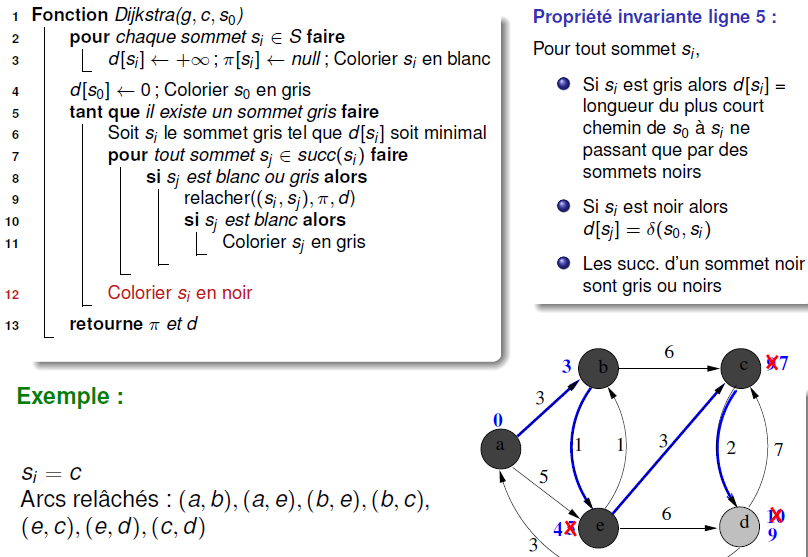 1 Fonction Dijkstra(g, c, s₀)
2 pour chaque sommet sᵢ ∈ S faire
3 d[sᵢ] ← +∞ ; π[sᵢ] ← null ; Colorier sᵢ en blanc
4 d[s₀] ← 0 ; Colorier s₀ en gris
5 tant que il existe un sommet gris faire
6 Soit sᵢ le sommet gris tel que d[sᵢ] soit minimal
7 pour tout sommet sⱼ ∈ succ(sᵢ) faire
8 si sⱼ est blanc ou gris alors
9 relacher((sᵢ, sⱼ), π, d)
10 si sⱼ est blanc alors
11 Colorier sⱼ en gris
12 Colorier sᵢ en noir
13 retourne π et d
Propriété invariante ligne 5 :
Pour tout sommet sᵢ,
Si sᵢ est gris alors d[sᵢ] =
longueur du plus court
chemin de s₀ à sᵢ ne
passant que par des
sommets noirs
Si sᵢ est noir alors
d[sⱼ] = δ(s₀, sᵢ)
Les succ. d'un sommet noir
sont gris ou noirs
Exemple :
sᵢ = c
Arcs relâchés : (a, b), (a, e), (b, e), (b, c),
(e, c), (e, d), (c, d)
3 b 6 c 7
0 3
a 1 1 3 2 7
5
4 5 e 6 d 10
9
3